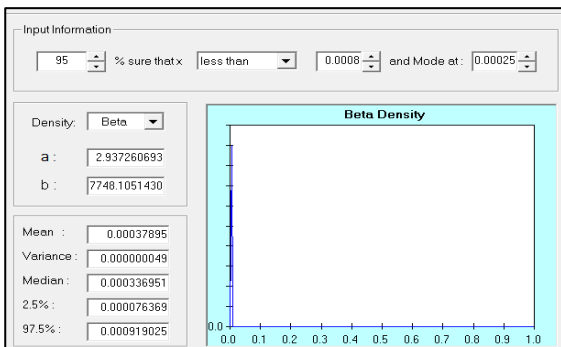 Input Information
95 % sure that x less than 0.0008 and Mode at: 0.00025
Density: Beta
a : 2.937260693
b : 7748.1051430
Mean : 0.00037895
Variance : 0.000000049
Median : 0.000336951
2.5% : 0.000076369
97.5% : 0.000919025
Beta Density
0.0
0.0 0.1 0.2 0.3 0.4 0.5 0.6 0.7 0.8 0.9 1.0